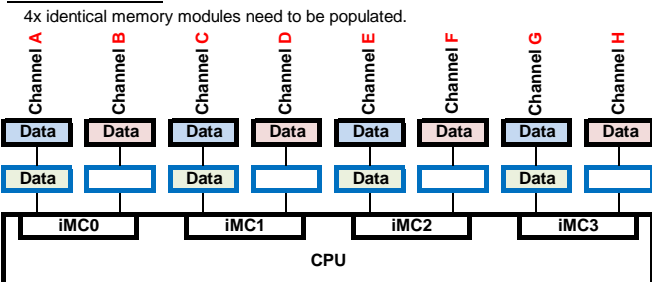 4x identical memory modules need to be populated.
Channel A Channel B Channel C Channel D Channel E Channel F Channel G Channel H
Data Data Data Data Data Data Data Data
Data Data Data Data
iMC0 iMC1 iMC2 iMC3
CPU